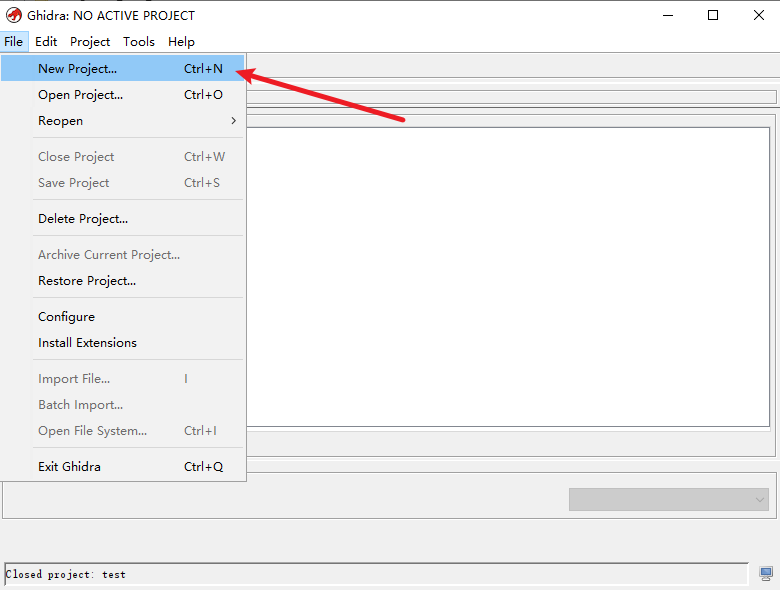 Ghidra: NO ACTIVE PROJECT
File Edit Project Tools Help
New Project... Ctrl+N
Open Project... Ctrl+O
Reopen
Close Project Ctrl+W
Save Project Ctrl+S
Delete Project...
Archive Current Project...
Restore Project...
Configure
Install Extensions
Import File... I
Batch Import...
Open File System... Ctrl+I
Exit Ghidra Ctrl+Q
Closed project: test